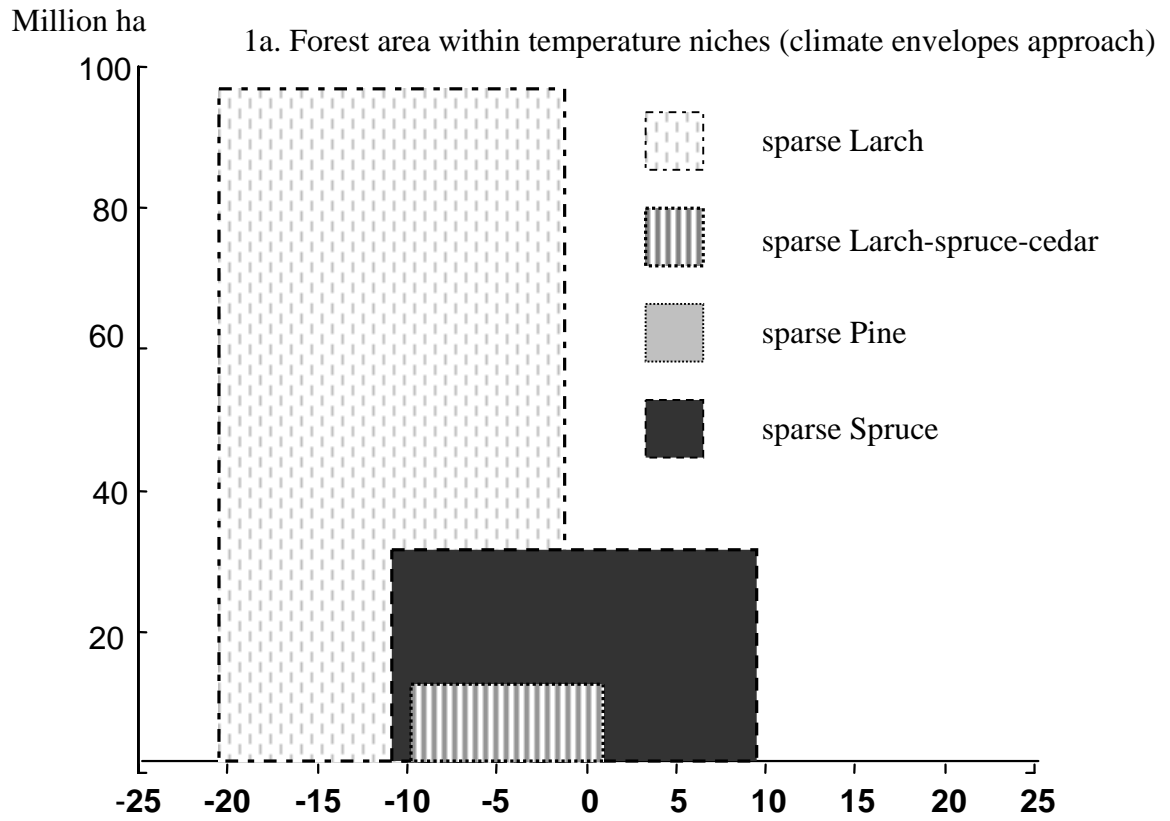 Million ha
1a. Forest area within temperature niches (climate envelopes approach)
100
80
60
40
20
sparse Larch
sparse Larch-spruce-cedar
sparse Pine
sparse Spruce
-25 -20 -15 -10 -5 0 5 10 15 20 25